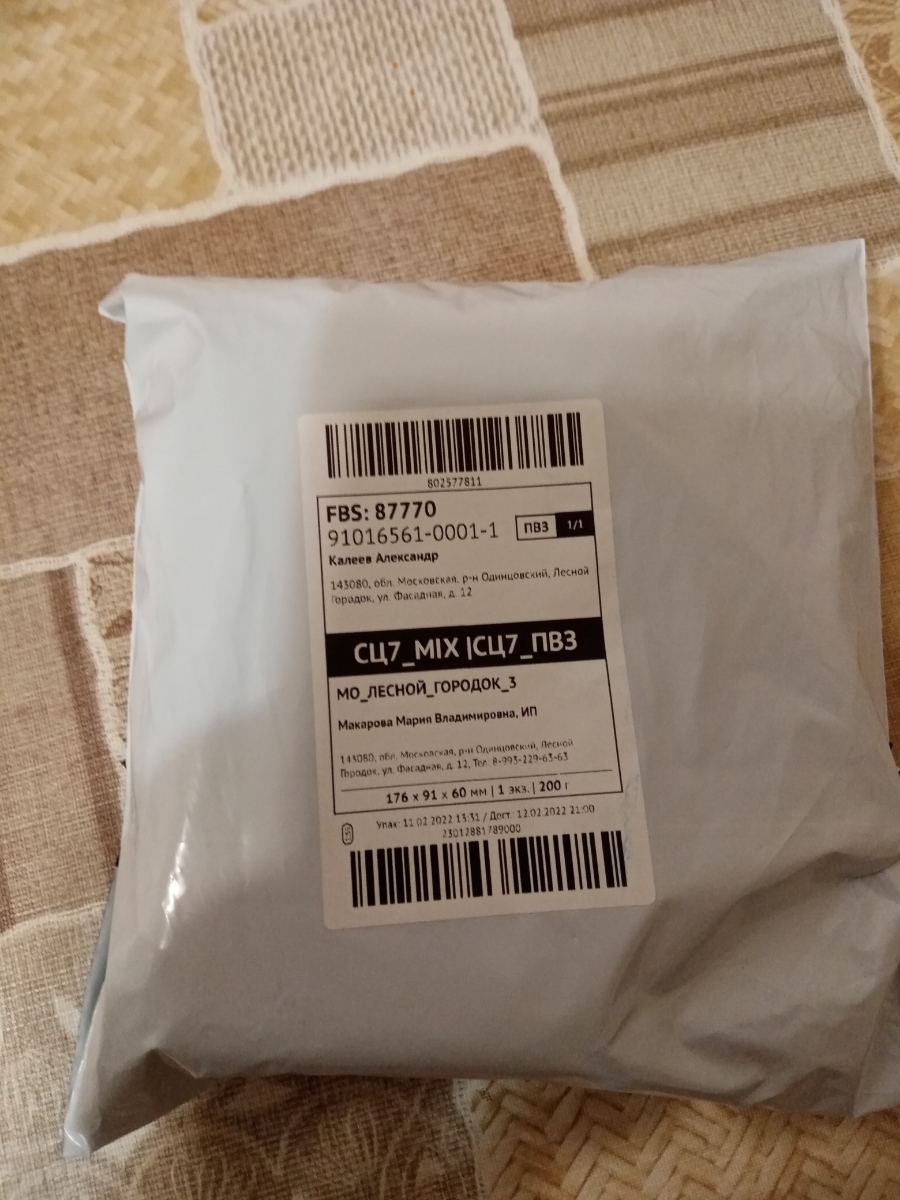 802577811
FBS: 87770
91016561-0001-1
ПВЗ 1/1
Калеев Александр
143080, обл. Московская, р-н Одинцовский, Лесной
Городок, ул. Фасадная, д. 12
СЦ7_MIX |СЦ7_ПВЗ
МО_ЛЕСНОЙ_ГОРОДОК_3
Макарова Мария Владимировна, ИП
143080, обл. Московская, р-н Одинцовский, Лесной
Городок, ул. Фасадная, д. 12, Тел. 8-993-229-63-63
176 x 91 x 60 мм | 1 экз. | 200 г
Упак: 11.02.2022 13:31 / Дост.: 12.02.2022 21:00
23012881789000